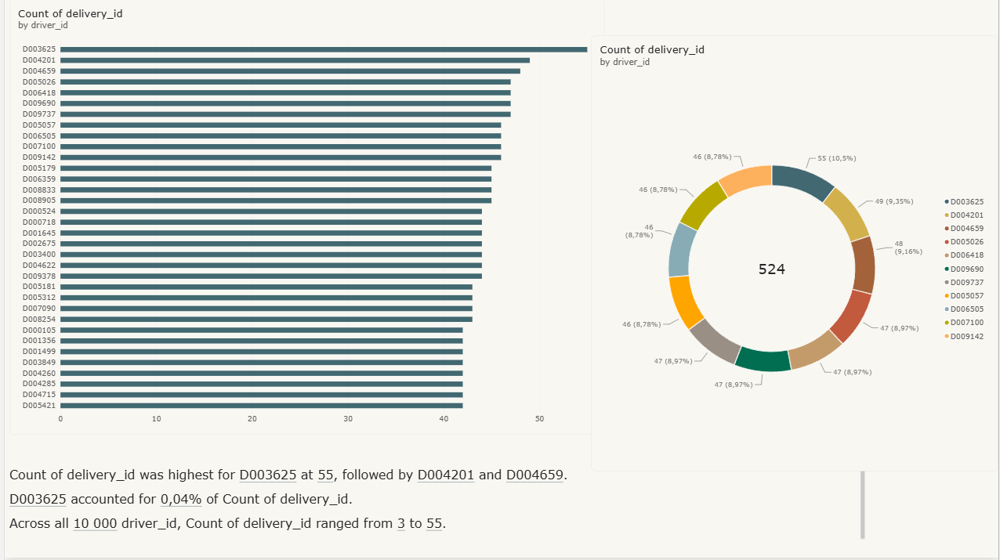 Count of delivery_id
by driver_id
D003625
D004201
D004659
D005026
D006418
D009690
D009737
D005057
D006505
D007100
D009142
D005179
D006359
D008833
D008905
D000524
D000718
D001645
D002675
D003400
D004622
D009378
D005181
D005312
D007090
D008254
D000105
D001356
D001499
D003849
D004260
D004285
D004715
D005421
0 10 20 30 40 50
Count of delivery_id
by driver_id
55 (10,5%)
49 (9,35%)
48
(9,16%)
47 (8,97%)
47 (8,97%)
47 (8,97%)
47 (8,97%)
46 (8,78%)
46
(8,78%)
46 (8,78%)
46 (8,78%)
524
D003625
D004201
D004659
D005026
D006418
D009690
D009737
D005057
D006505
D007100
D009142
Count of delivery_id was highest for D003625 at 55, followed by D004201 and D004659.
D003625 accounted for 0,04% of Count of delivery_id.
Across all 10 000 driver_id, Count of delivery_id ranged from 3 to 55.